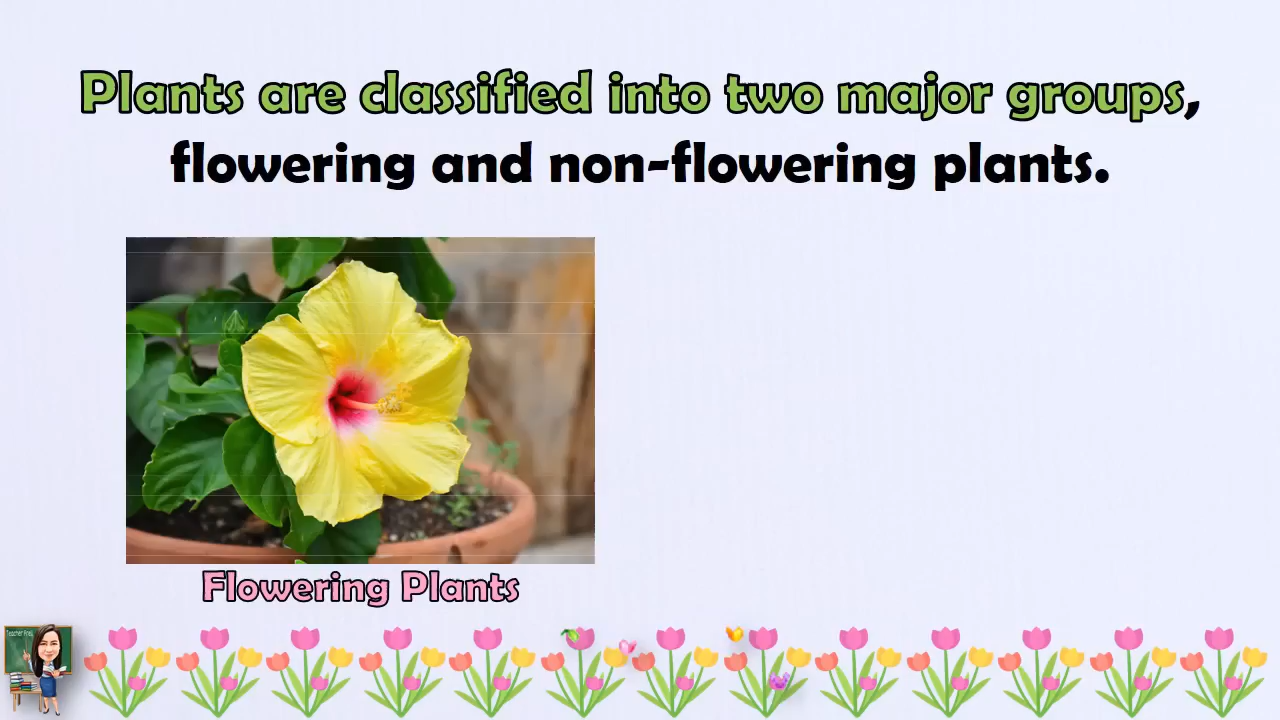 Plants are classified into two major groups,
flowering and non-flowering plants.
Flowering Plants